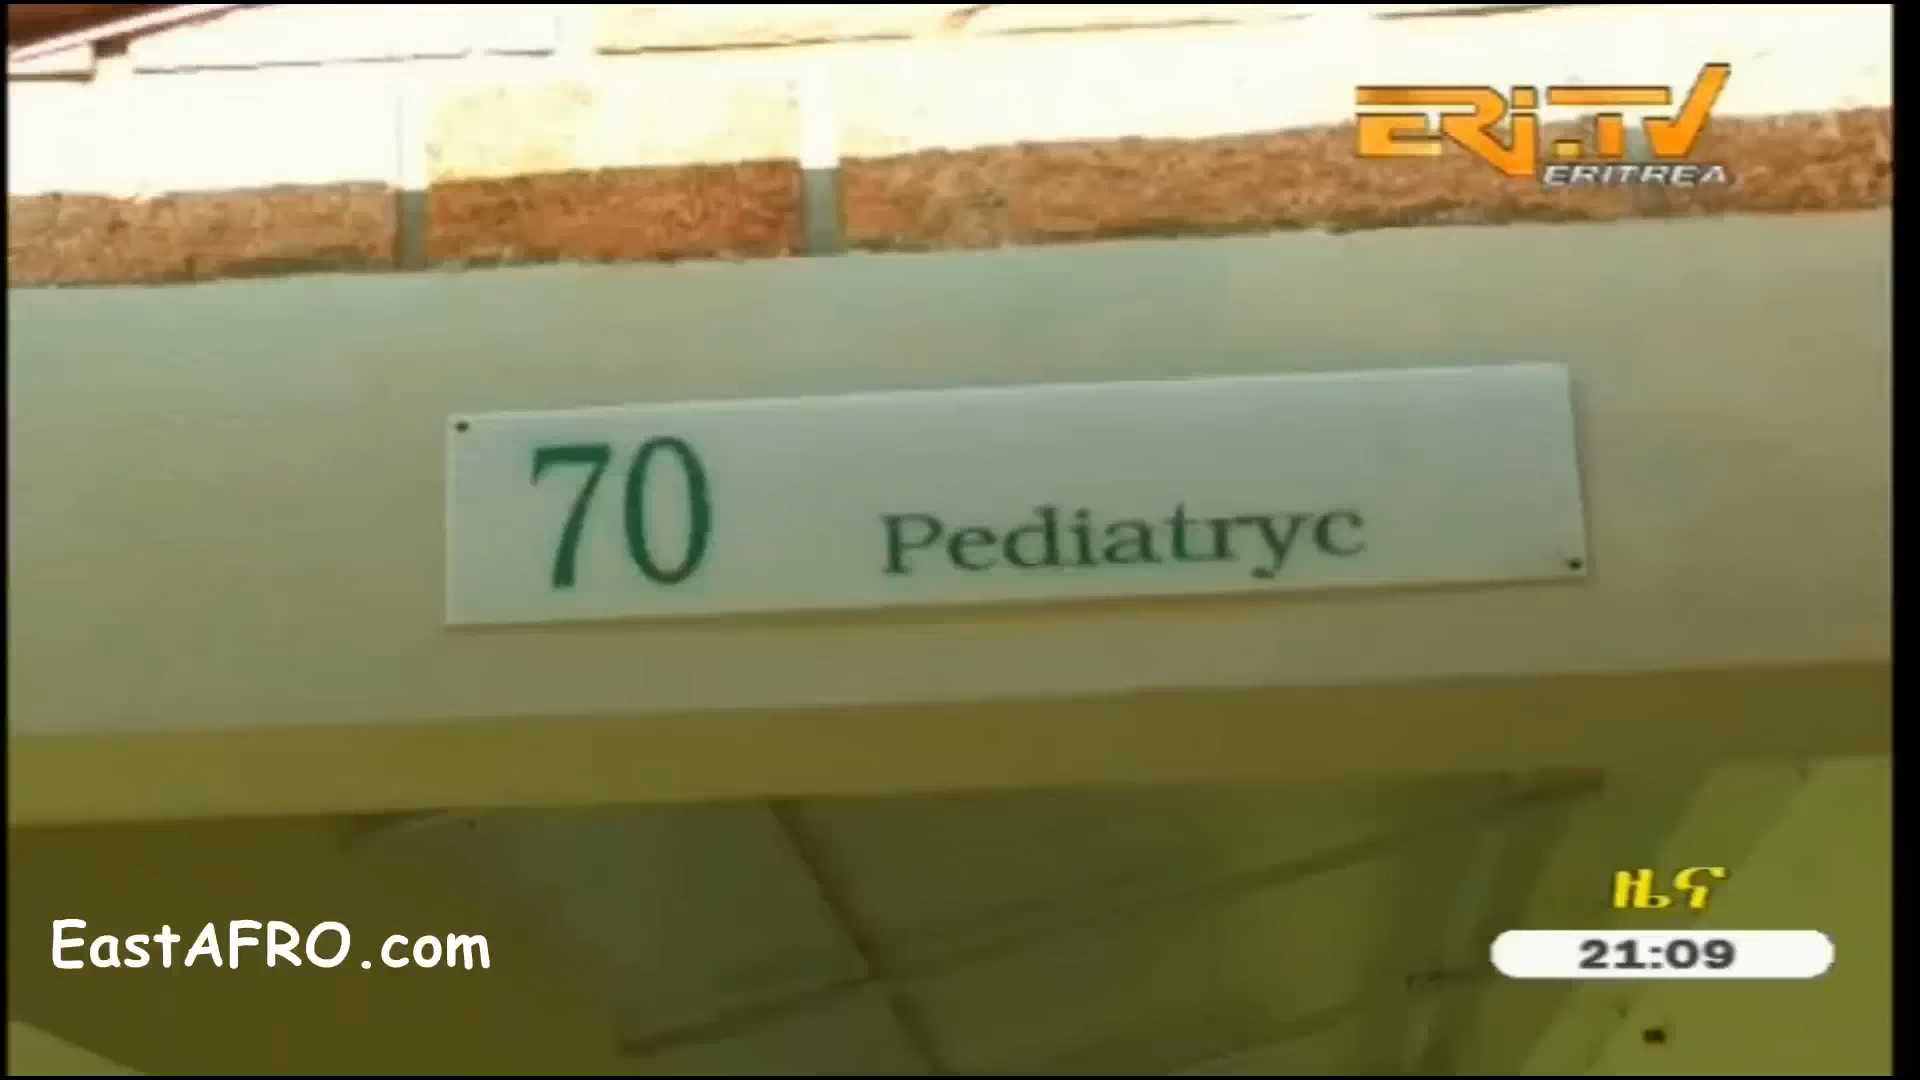 ERI.TV
ERITREA
70 Pediatryc
ዜና
EastAFRO.com
21:09